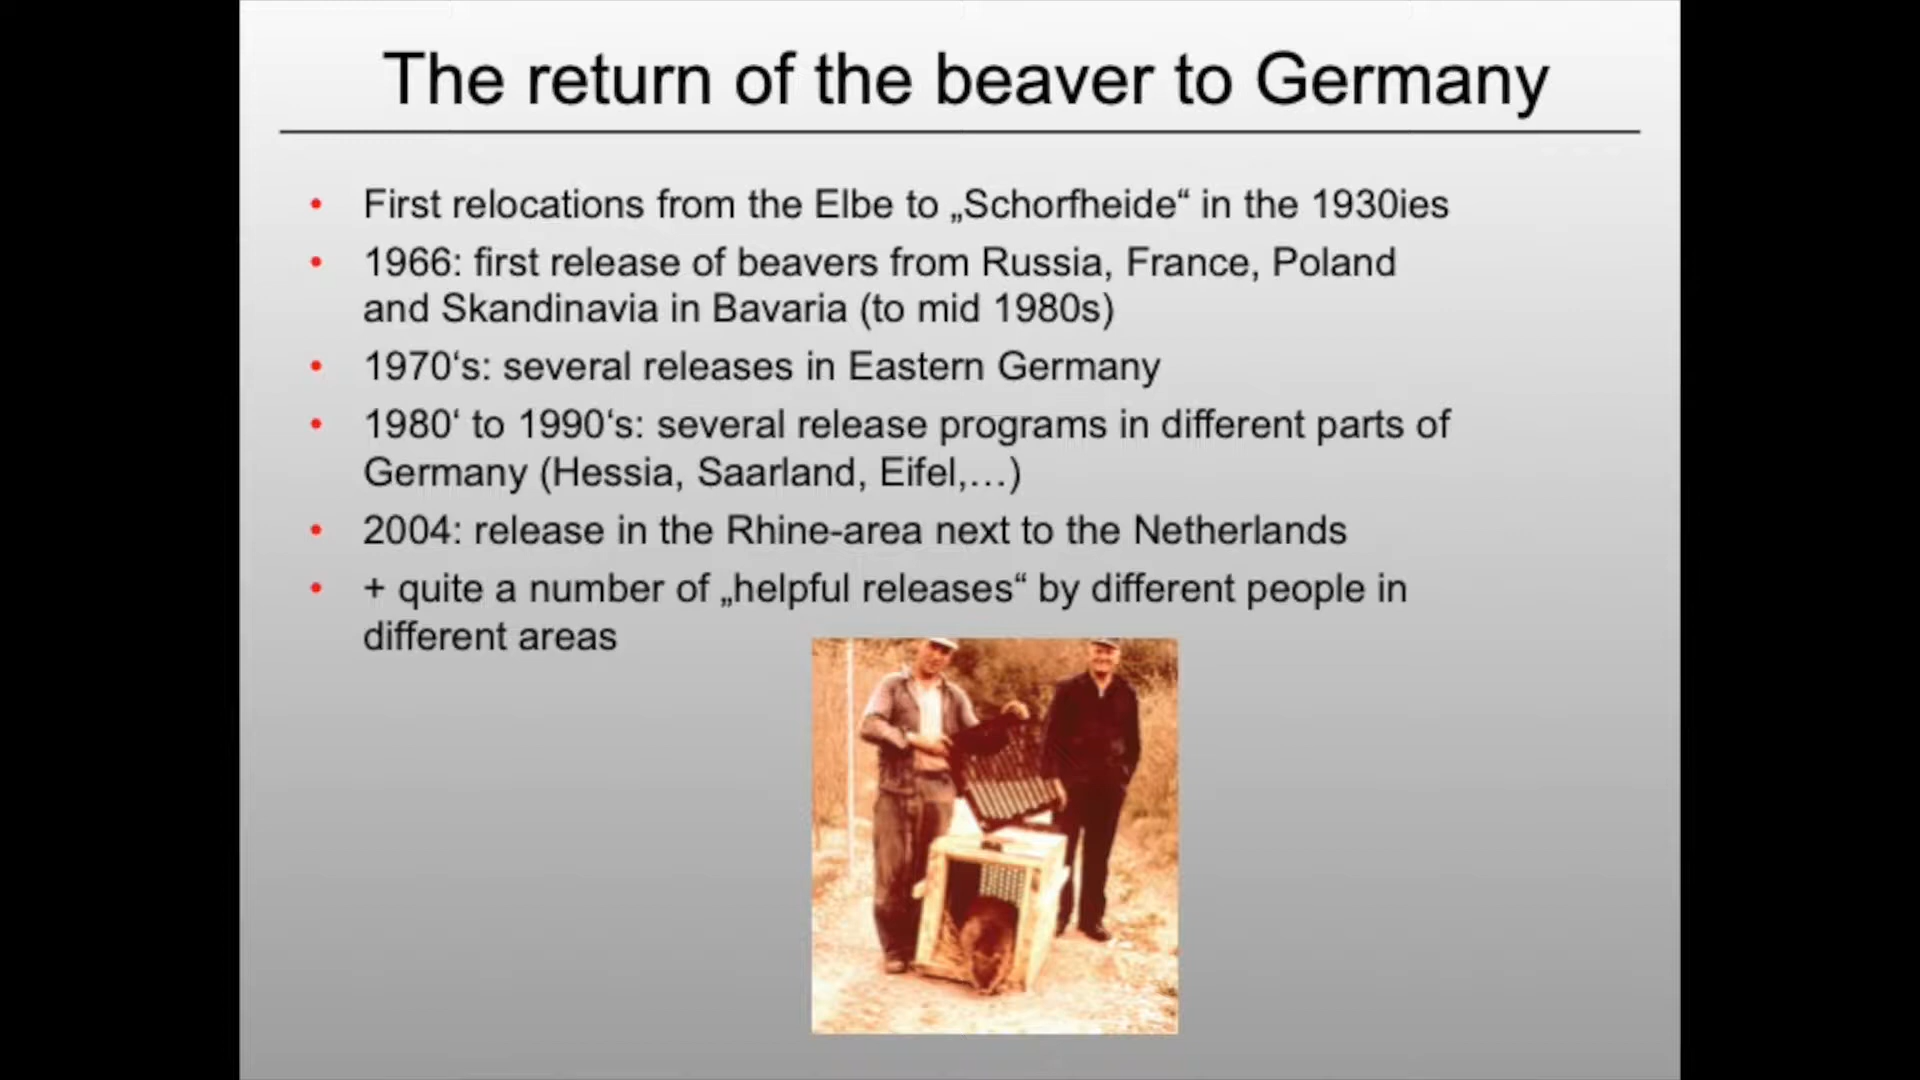 The return of the beaver to Germany
• First relocations from the Elbe to „Schorfheide“ in the 1930ies
• 1966: first release of beavers from Russia, France, Poland
and Skandinavia in Bavaria (to mid 1980s)
• 1970‘s: several releases in Eastern Germany
• 1980‘ to 1990‘s: several release programs in different parts of
Germany (Hessia, Saarland, Eifel,…)
• 2004: release in the Rhine-area next to the Netherlands
• + quite a number of „helpful releases“ by different people in
different areas